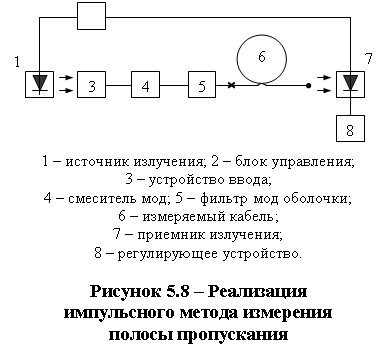 6
1
7
3
4
5
8
1 – источник излучения; 2 – блок управления;
3 – устройство ввода;
4 – смеситель мод; 5 – фильтр мод оболочки;
6 – измеряемый кабель;
7 – приемник излучения;
8 – регулирующее устройство.
Рисунок 5.8 – Реализация
импульсного метода измерения
полосы пропускания